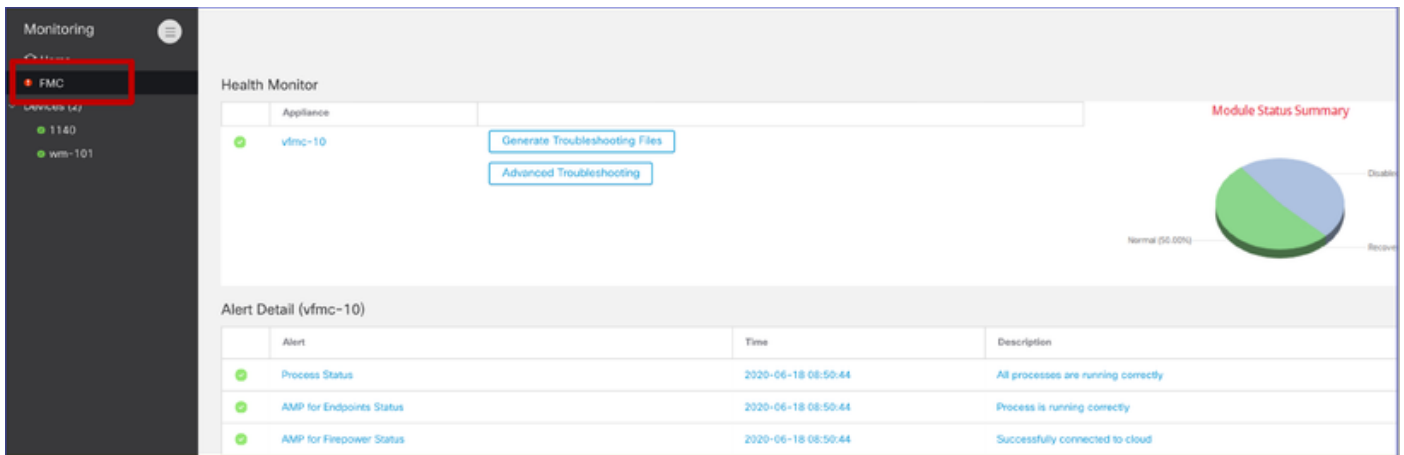 Monitoring
FMC
Devices (2)
1140
wm-101
Health Monitor
Appliance
vfmc-10
Generate Troubleshooting Files
Advanced Troubleshooting
Module Status Summary
Normal (50.00%)
Alert Detail (vfmc-10)
Alert Time Description
Process Status 2020-06-18 08:50:44 All processes are running correctly
AMP for Endpoints Status 2020-06-18 08:50:44 Process is running correctly
AMP for Firepower Status 2020-06-18 08:50:44 Successfully connected to cloud